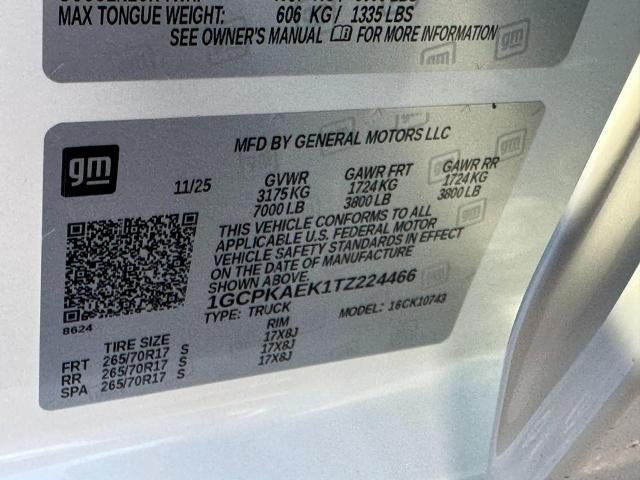 MAX TONGUE WEIGHT: 606 KG / 1335 LBS
SEE OWNER'S MANUAL FOR MORE INFORMATION
gm
MFD BY GENERAL MOTORS LLC
11/25
GVWR GAWR FRT GAWR RR
3175 KG 1724 KG 1724 KG
7000 LB 3800 LB 3800 LB
THIS VEHICLE CONFORMS TO ALL
APPLICABLE U.S. FEDERAL MOTOR
VEHICLE SAFETY STANDARDS IN EFFECT
ON THE DATE OF MANUFACTURE
SHOWN ABOVE.
1GCPKAEK1TZ224466
TYPE: TRUCK MODEL: 16CK10743
8624
TIRE SIZE RIM
FRT 265/70R17 S 17X8J
RR 265/70R17 S 17X8J
SPA 265/70R17 S 17X8J